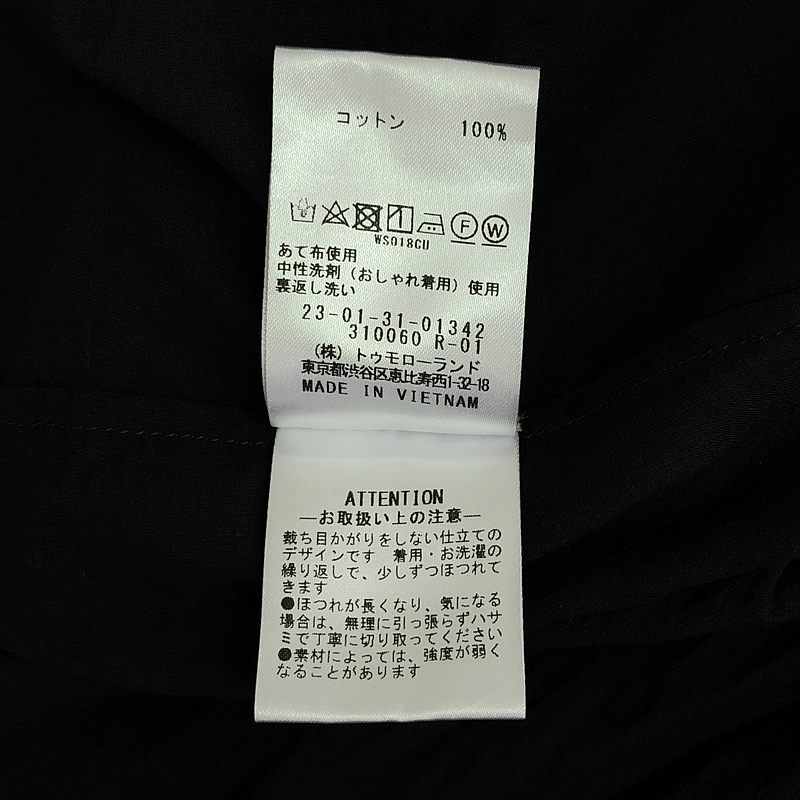 コットン 100%
F W
WS018CU
あて布使用
中性洗剤（おしゃれ着用）使用
裏返し洗い
23-01-31-01342
310060 R-01
（株）トゥモローランド
東京都渋谷区恵比寿西1-32-18
MADE IN VIETNAM
ATTENTION
―お取扱い上の注意―
裁ち目かがりをしない仕立ての
デザインです 着用・お洗濯の
繰り返しで、少しずつほつれて
きます
●ほつれが長くなり、気になる
場合は、無理に引っ張らずハサ
ミで丁寧に切り取ってください
●素材によっては、強度が弱く
なることがあります